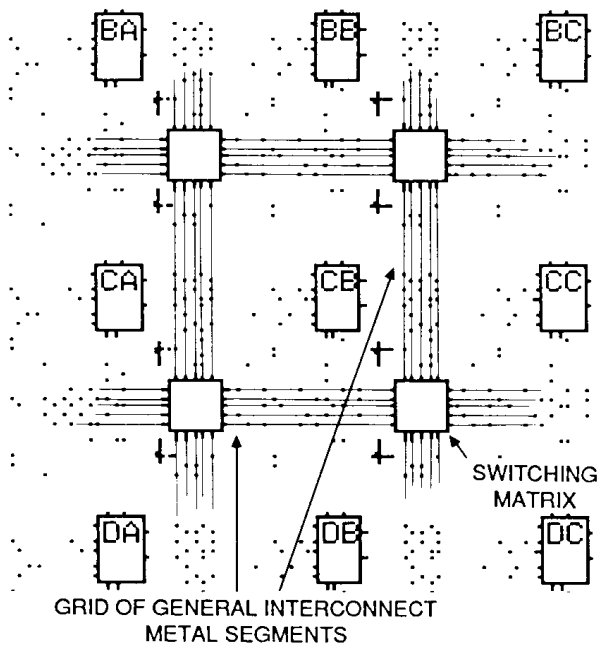 BA BB BC
CA CB CC
SWITCHING
MATRIX
DA DB DC
GRID OF GENERAL INTERCONNECT
METAL SEGMENTS